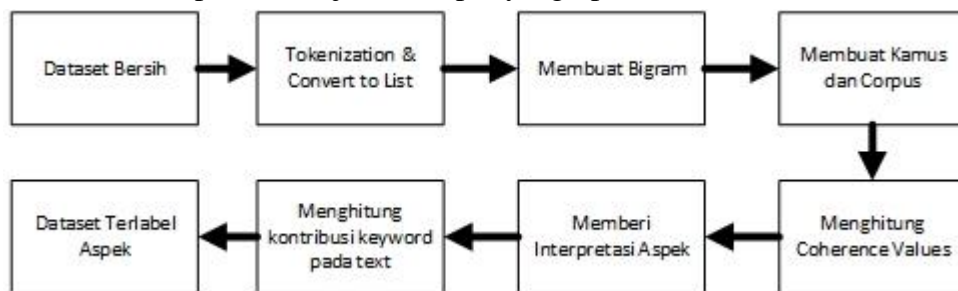 Dataset Bersih
Tokenization &
Convert to List
Membuat Bigram
Membuat Kamus
dan Corpus
Menghitung
Coherence Values
Memberi
Interpretasi Aspek
Menghitung
kontribusi keyword
pada text
Dataset Terlabel
Aspek